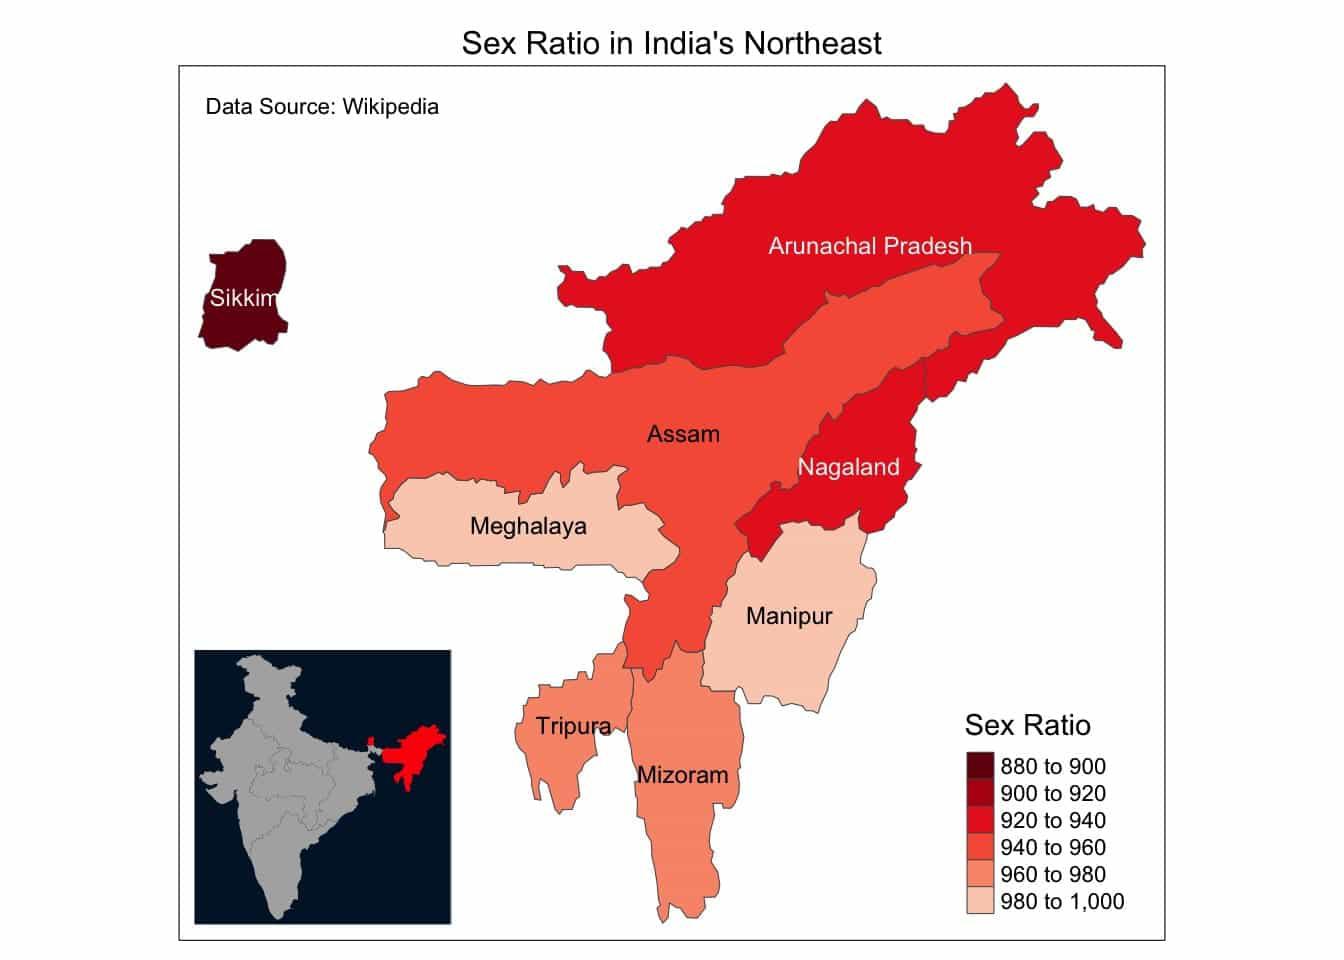 Sex Ratio in India's Northeast
Data Source: Wikipedia
Arunachal Pradesh
Sikkim
Assam
Nagaland
Meghalaya
Manipur
Tripura
Mizoram
Sex Ratio
880 to 900
900 to 920
920 to 940
940 to 960
960 to 980
980 to 1,000